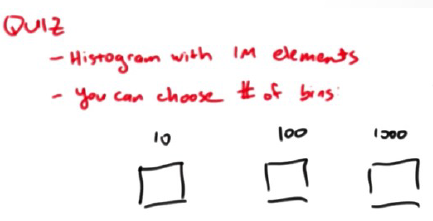 QUIZ
- Histogram with 1M elements
- You can choose # of bins:
10 100 1000